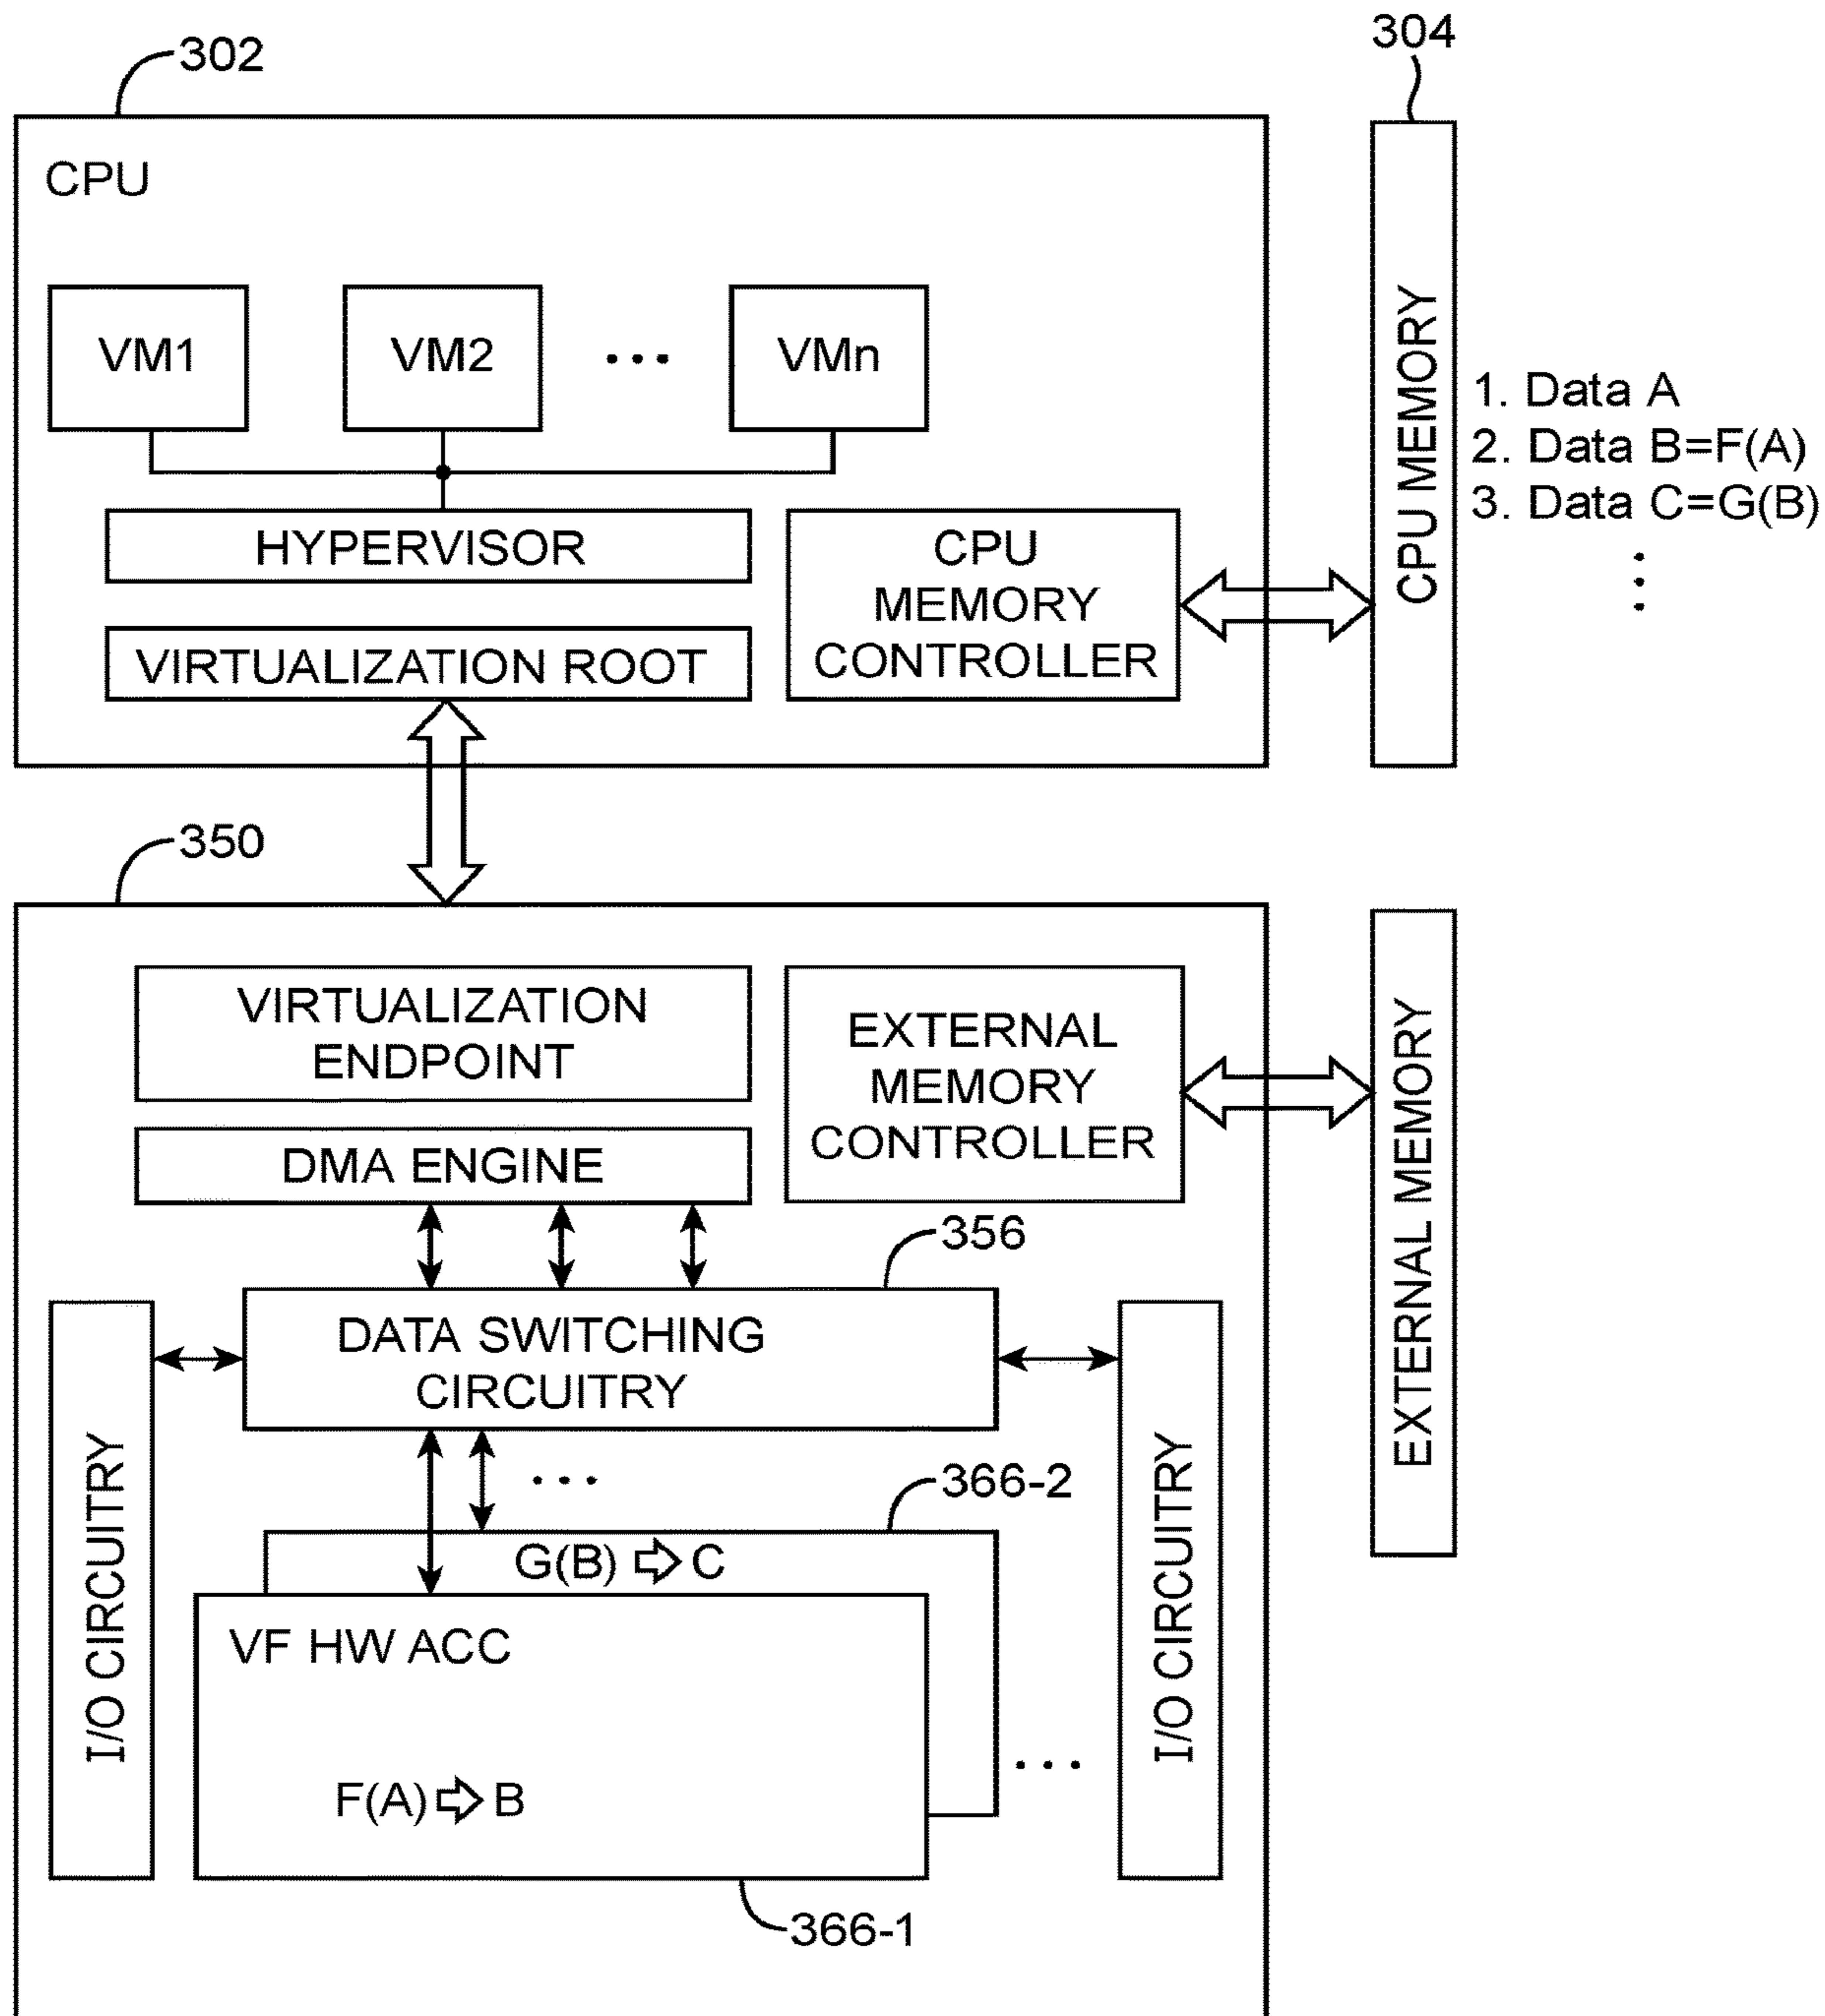 302
304
CPU
VM1
VM2
...
VMn
HYPERVISOR
VIRTUALIZATION ROOT
CPU
MEMORY
CONTROLLER
CPU MEMORY
1. Data A
2. Data B=F(A)
3. Data C=G(B)
350
VIRTUALIZATION
ENDPOINT
DMA ENGINE
EXTERNAL
MEMORY
CONTROLLER
EXTERNAL MEMORY
356
DATA SWITCHING
CIRCUITRY
I/O CIRCUITRY
I/O CIRCUITRY
...
366-2
G(B) ⇨ C
VF HW ACC
F(A) ⇨ B
...
366-1